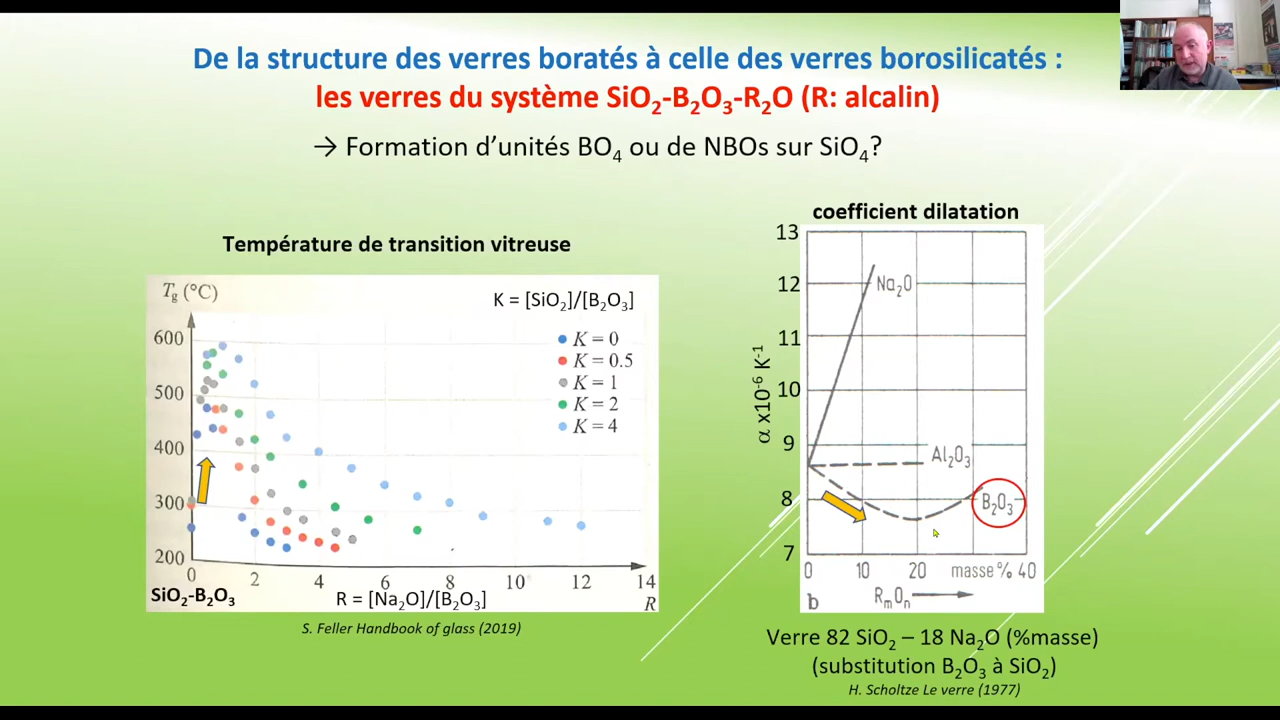 De la structure des verres boratés à celle des verres borosilicatés :
les verres du système SiO₂-B₂O₃-R₂O (R: alcalin)
→ Formation d'unités BO₄ ou de NBOs sur SiO₄?
Température de transition vitreuse
Tg (°C)
K = [SiO₂]/[B₂O₃]
K = 0
K = 0.5
K = 1
K = 2
K = 4
600
500
400
300
200
0 2 4 6 8 10 12 14
SiO₂-B₂O₃
R = [Na₂O]/[B₂O₃]
R
S. Feller Handbook of glass (2019)
coefficient dilatation
α x10⁻⁶ K⁻¹
13
12
11
10
9
8
7
Na₂O
Al₂O₃
B₂O₃
0 10 20 masse % 40
b
RₘOₙ
Verre 82 SiO₂ – 18 Na₂O (%masse)
(substitution B₂O₃ à SiO₂)
H. Scholtze Le verre (1977)